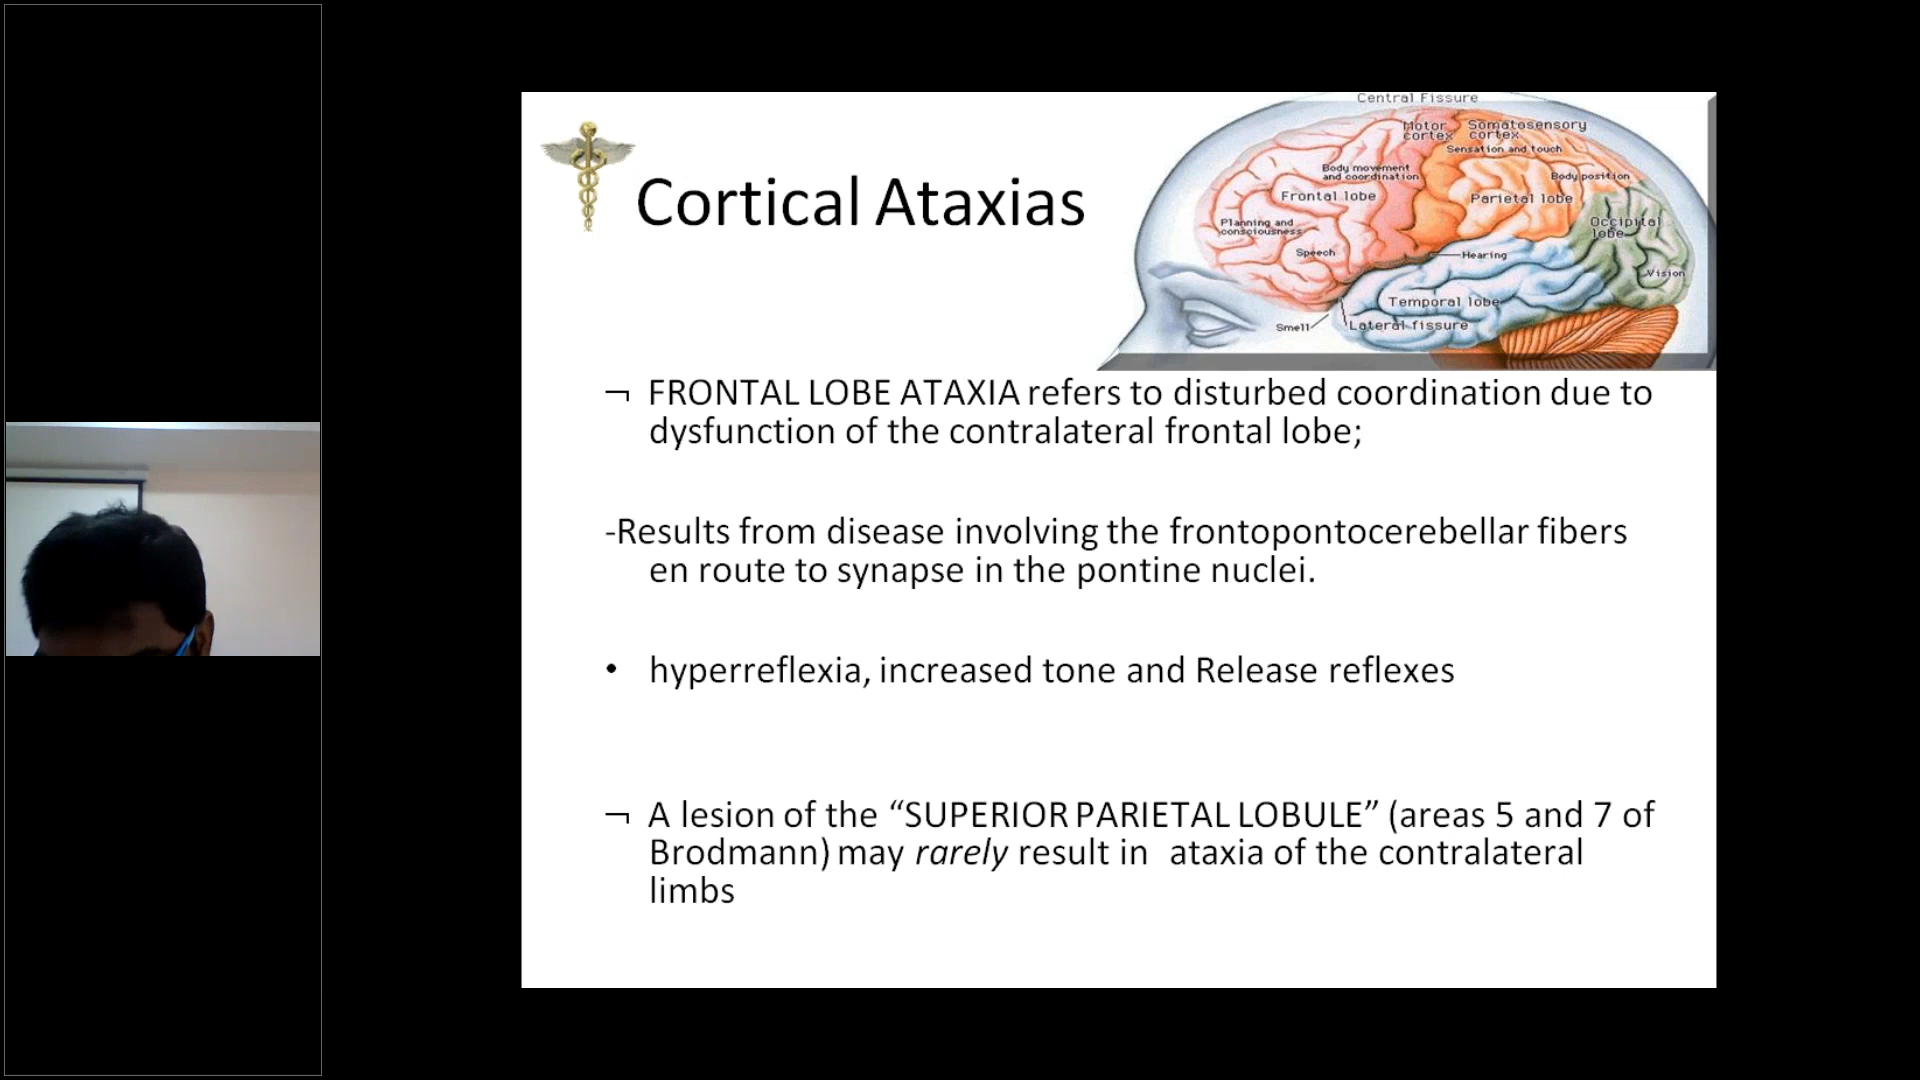 Cortical Ataxias
Central Fissure
Motor cortex
Somatosensory cortex
Sensation and touch
Body movement
and coordination
Body position
Frontal lobe
Parietal lobe
Planning and
consciousness
Occipital
lobe
Speech
Hearing
Vision
Temporal lobe
Smell
Lateral fissure
¬ FRONTAL LOBE ATAXIA refers to disturbed coordination due to
dysfunction of the contralateral frontal lobe;
-Results from disease involving the frontopontocerebellar fibers
en route to synapse in the pontine nuclei.
• hyperreflexia, increased tone and Release reflexes
¬ A lesion of the “SUPERIOR PARIETAL LOBULE” (areas 5 and 7 of
Brodmann) may rarely result in ataxia of the contralateral
limbs